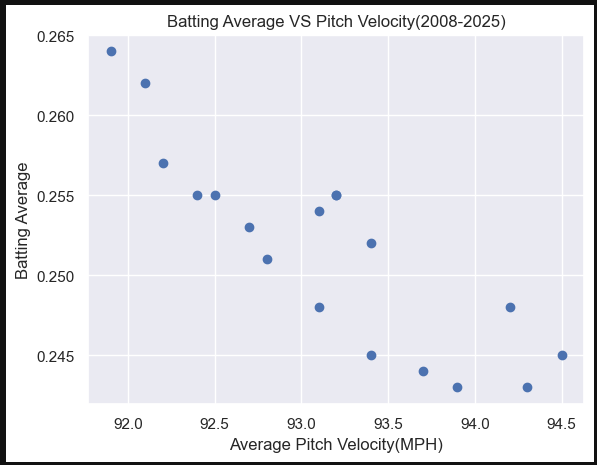 Batting Average VS Pitch Velocity(2008-2025)
0.265
0.260
0.255
0.250
0.245
Batting Average
92.0 92.5 93.0 93.5 94.0 94.5
Average Pitch Velocity(MPH)